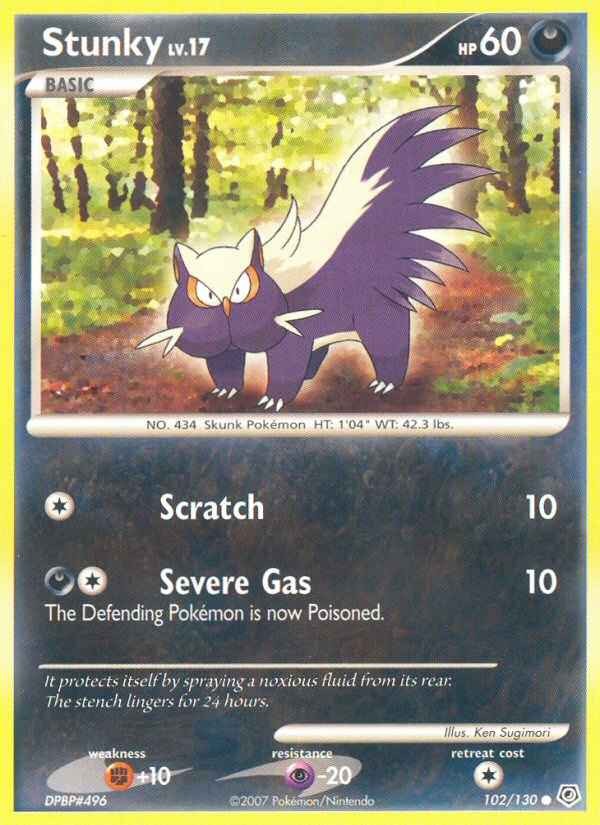 Stunky LV.17 HP 60
BASIC
NO. 434 Skunk Pokémon HT: 1'04" WT: 42.3 lbs.
Scratch 10
Severe Gas 10
The Defending Pokémon is now Poisoned.
It protects itself by spraying a noxious fluid from its rear.
The stench lingers for 24 hours.
Illus. Ken Sugimori
weakness resistance retreat cost
+10 -20
DPBP#496 ©2007 Pokémon/Nintendo 102/130